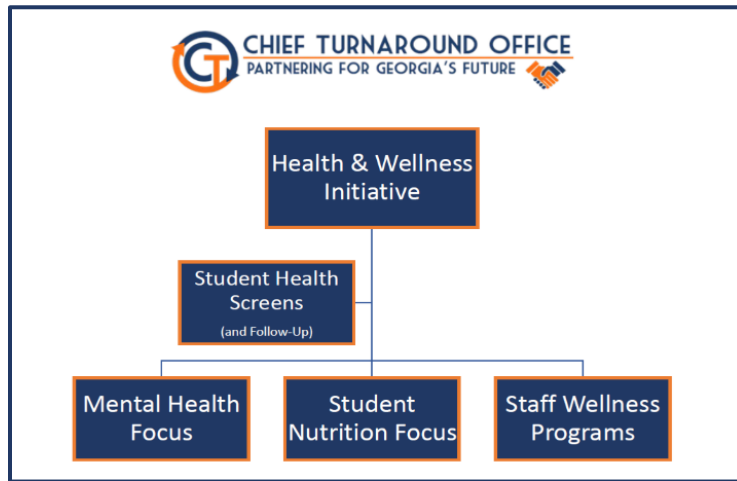 CT
CHIEF TURNAROUND OFFICE
PARTNERING FOR GEORGIA'S FUTURE
Health & Wellness
Initiative
Student Health
Screens
(and Follow-Up)
Mental Health
Focus
Student
Nutrition Focus
Staff Wellness
Programs